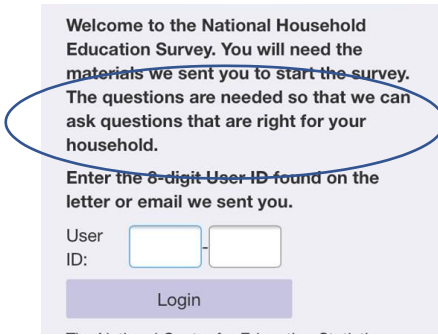 Welcome to the National Household
Education Survey. You will need the
materials we sent you to start the survey.
The questions are needed so that we can
ask questions that are right for your
household.
Enter the 8-digit User ID found on the
letter or email we sent you.
User
ID:
-
Login